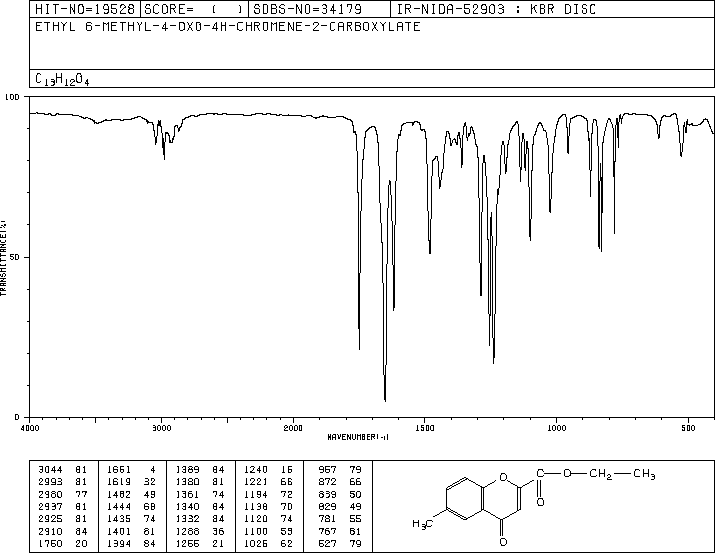 HIT-NO=19528 SCORE= ( ) SDBS-NO=34179 IR-NIDA-52903 : KBR DISC
ETHYL 6-METHYL-4-OXO-4H-CHROMENE-2-CARBOXYLATE
C13H12O4
100
50
0
TRANSMITTANCE(%)
4000 3000 2000 1500 1000 500
WAVENUMBER(-1)
3044 81 1651 4 1389 84 1240 16 957 79
2993 81 1619 32 1380 81 1221 66 872 66
2980 77 1482 49 1361 74 1194 72 839 50
2937 81 1444 68 1340 84 1138 70 829 49
2925 81 1435 74 1332 84 1120 74 781 55
2910 84 1401 81 1288 36 1100 53 767 81
1750 20 1394 84 1255 21 1026 62 527 79
O C O CH2 CH3
O
H3C
O